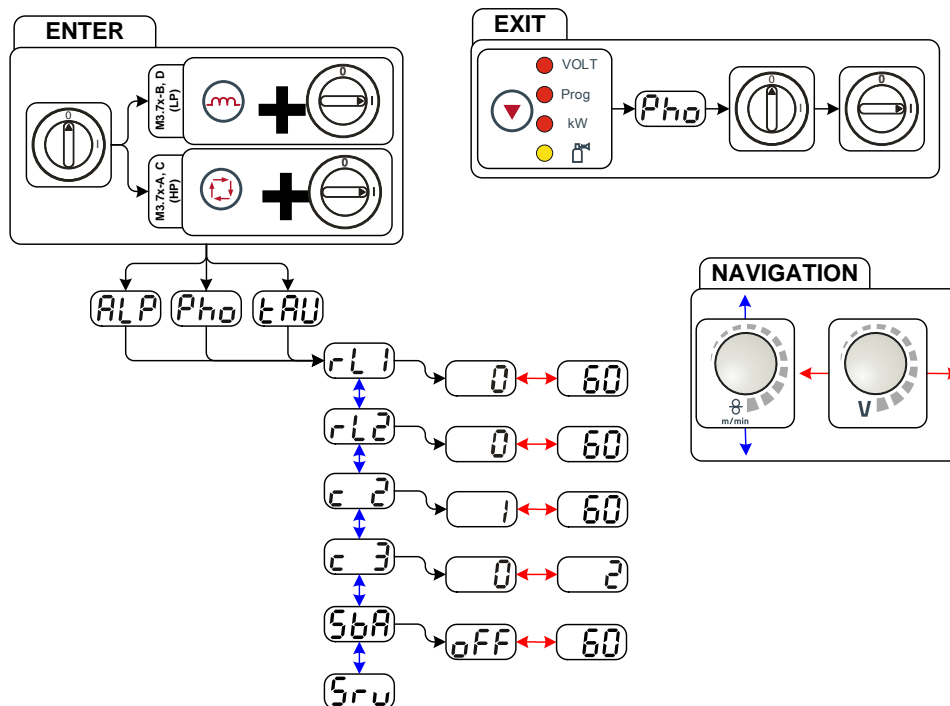 ENTER
M3.7x-B, D
(LP)
0
I
0
I
M3.7x-A, C
(HP)
0
I
EXIT
VOLT
Prog
kW
Pho
0
I
0
I
ALP
Pho
tAU
NAVIGATION
m/min
V
rL1
0
60
rL2
0
60
c 2
1
60
c 3
0
2
SbA
oFF
60
Srv